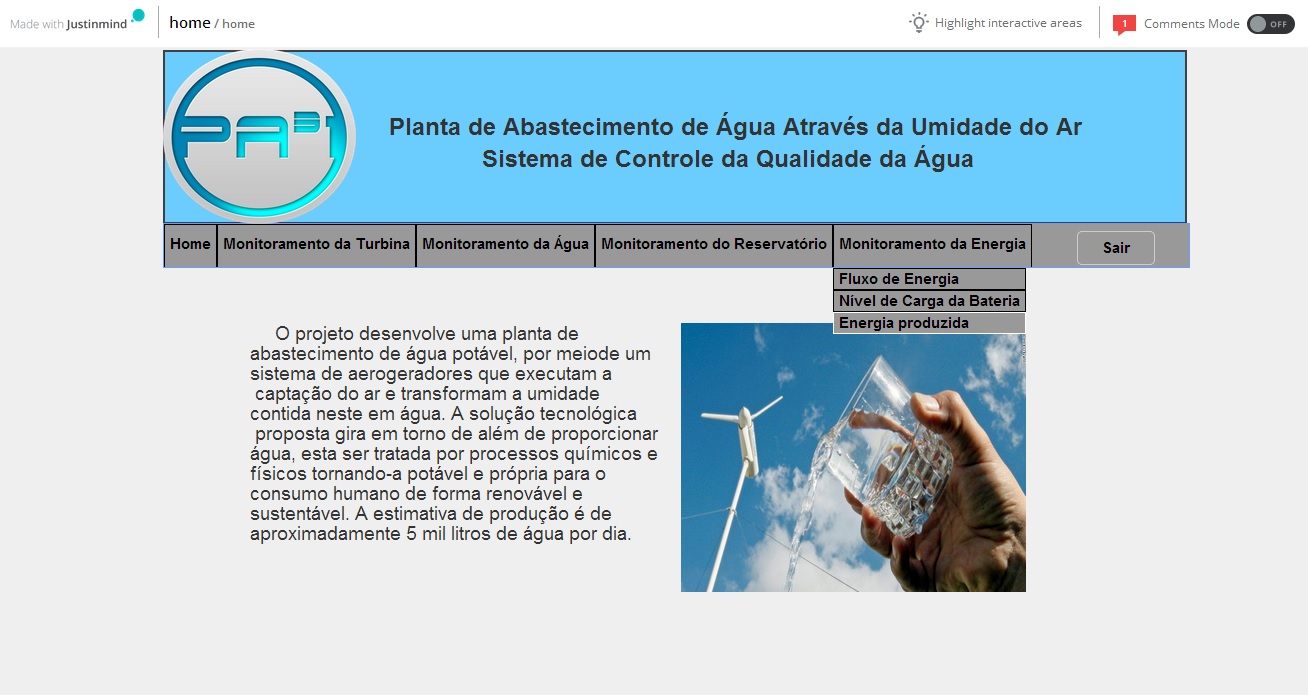 Made with Justinmind
home / home
Highlight interactive areas
1
Comments Mode
OFF
PA³1
Planta de Abastecimento de Água Através da Umidade do Ar
Sistema de Controle da Qualidade da Água
Home
Monitoramento da Turbina
Monitoramento da Água
Monitoramento do Reservatório
Monitoramento da Energia
Sair
Fluxo de Energia
Nível de Carga da Bateria
Energia produzida
O projeto desenvolve uma planta de
abastecimento de água potável, por meiode um
sistema de aerogeradores que executam a
captação do ar e transformam a umidade
contida neste em água. A solução tecnológica
proposta gira em torno de além de proporcionar
água, esta ser tratada por processos químicos e
físicos tornando-a potável e própria para o
consumo humano de forma renovável e
sustentável. A estimativa de produção é de
aproximadamente 5 mil litros de água por dia.